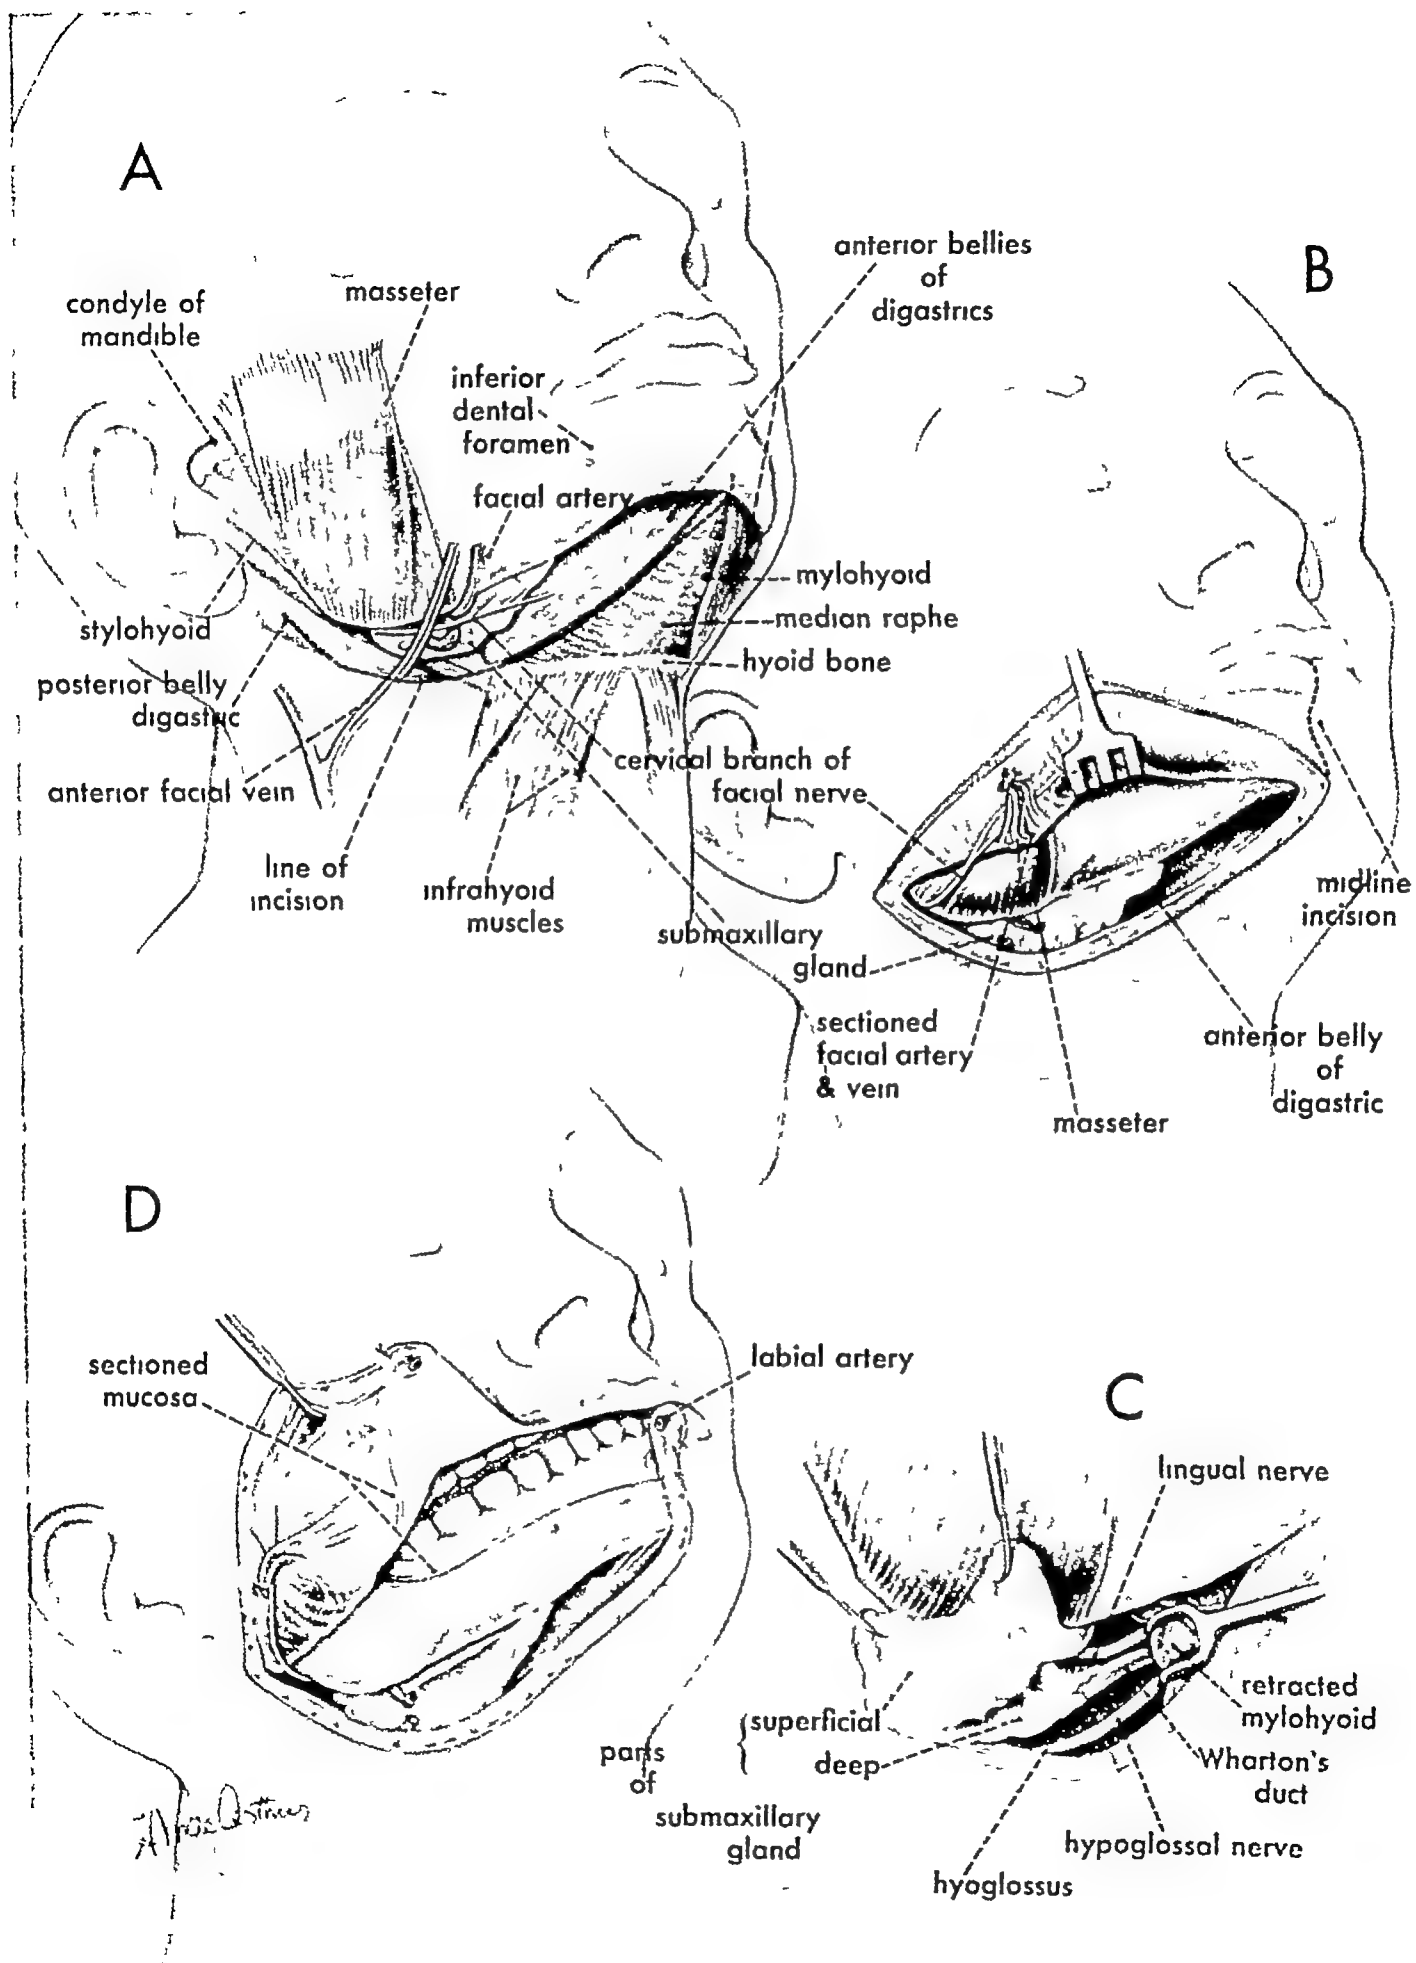 A
condyle of
mandible
masseter
inferior
dental
foramen
facial artery
anterior bellies
of
digastrics
mylohyoid
median raphe
hyoid bone
stylohyoid
posterior belly
digastric
anterior facial vein
line of
incision
infrahyoid
muscles
submaxillary
gland
B
cervical branch of
facial nerve
midline
incision
sectioned
facial artery
& vein
masseter
anterior belly
of
digastric
D
sectioned
mucosa
labial artery
C
lingual nerve
retracted
mylohyoid
Wharton's
duct
hypoglossal nerve
hyoglossus
superficial
deep
parts
of
submaxillary
gland